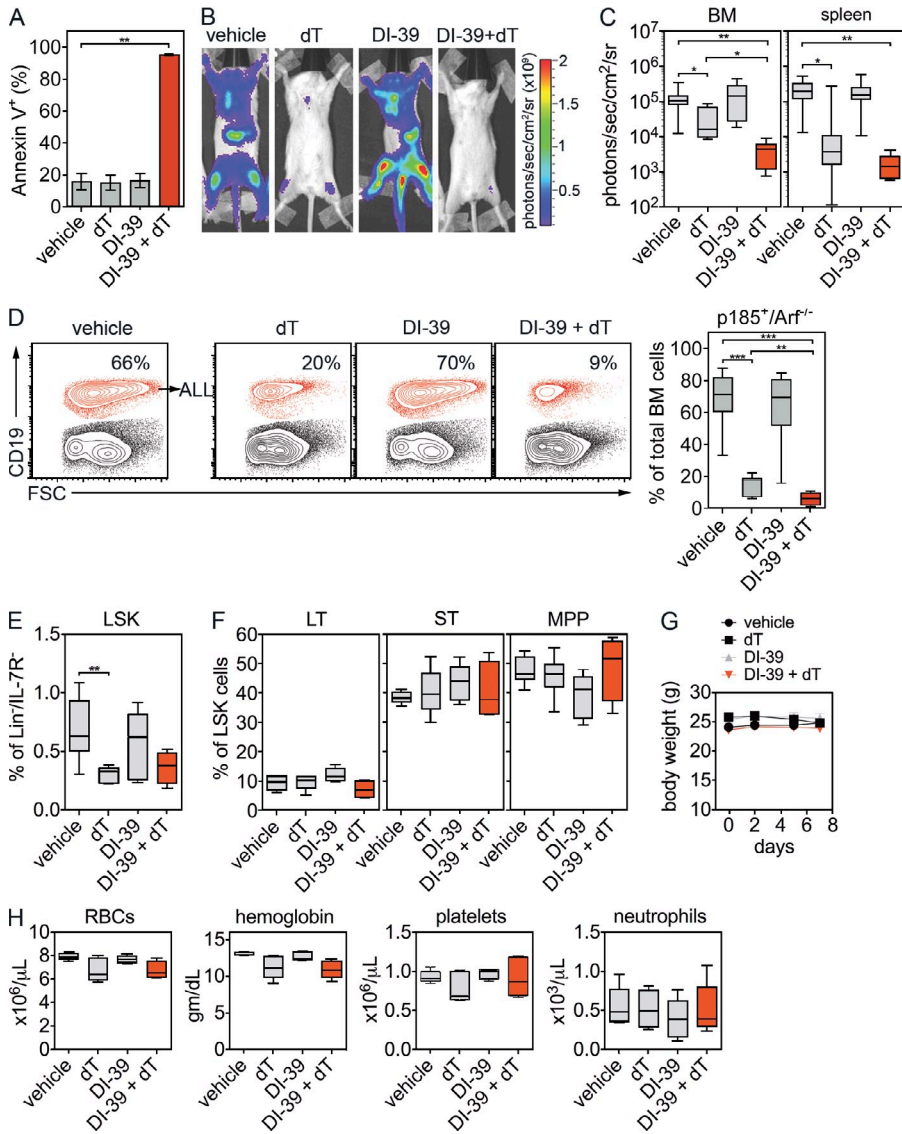 A
Annexin V⁺ (%)
100
80
60
40
20
0
**
vehicle
dT
DI-39
DI-39 + dT
B
vehicle
dT
DI-39
DI-39+dT
photons/sec/cm²/sr (x10⁹)
2
1.5
1
0.5
C
BM
spleen
photons/sec/cm²/sr
10⁷
10⁶
10⁵
10⁴
10³
10²
**
*
*
**
*
vehicle
dT
DI-39
DI-39 + dT
vehicle
dT
DI-39
DI-39 + dT
D
vehicle
dT
DI-39
DI-39 + dT
66%
20%
70%
9%
ALL
CD19
FSC
p185⁺/Arf⁻/⁻
% of total BM cells
100
80
60
40
20
0
***
**
***
vehicle
dT
DI-39
DI-39 + dT
E
LSK
% of Lin⁻/IL-7R⁻
1.5
1.0
0.5
0.0
**
vehicle
dT
DI-39
DI-39 + dT
F
LT
ST
MPP
% of LSK cells
60
50
40
30
20
10
0
vehicle
dT
DI-39
DI-39 + dT
vehicle
dT
DI-39
DI-39 + dT
vehicle
dT
DI-39
DI-39 + dT
G
vehicle
dT
DI-39
DI-39 + dT
body weight (g)
30
25
20
15
10
0 2 4 6 8
days
H
RBCs
x10⁶/µL
10
8
6
4
2
0
vehicle
dT
DI-39
DI-39 + dT
hemoglobin
gm/dL
15
10
5
0
vehicle
dT
DI-39
DI-39 + dT
platelets
x10⁶/µL
1.5
1.0
0.5
0.0
vehicle
dT
DI-39
DI-39 + dT
neutrophils
x10³/µL
1.5
1.0
0.5
0.0
vehicle
dT
DI-39
DI-39 + dT